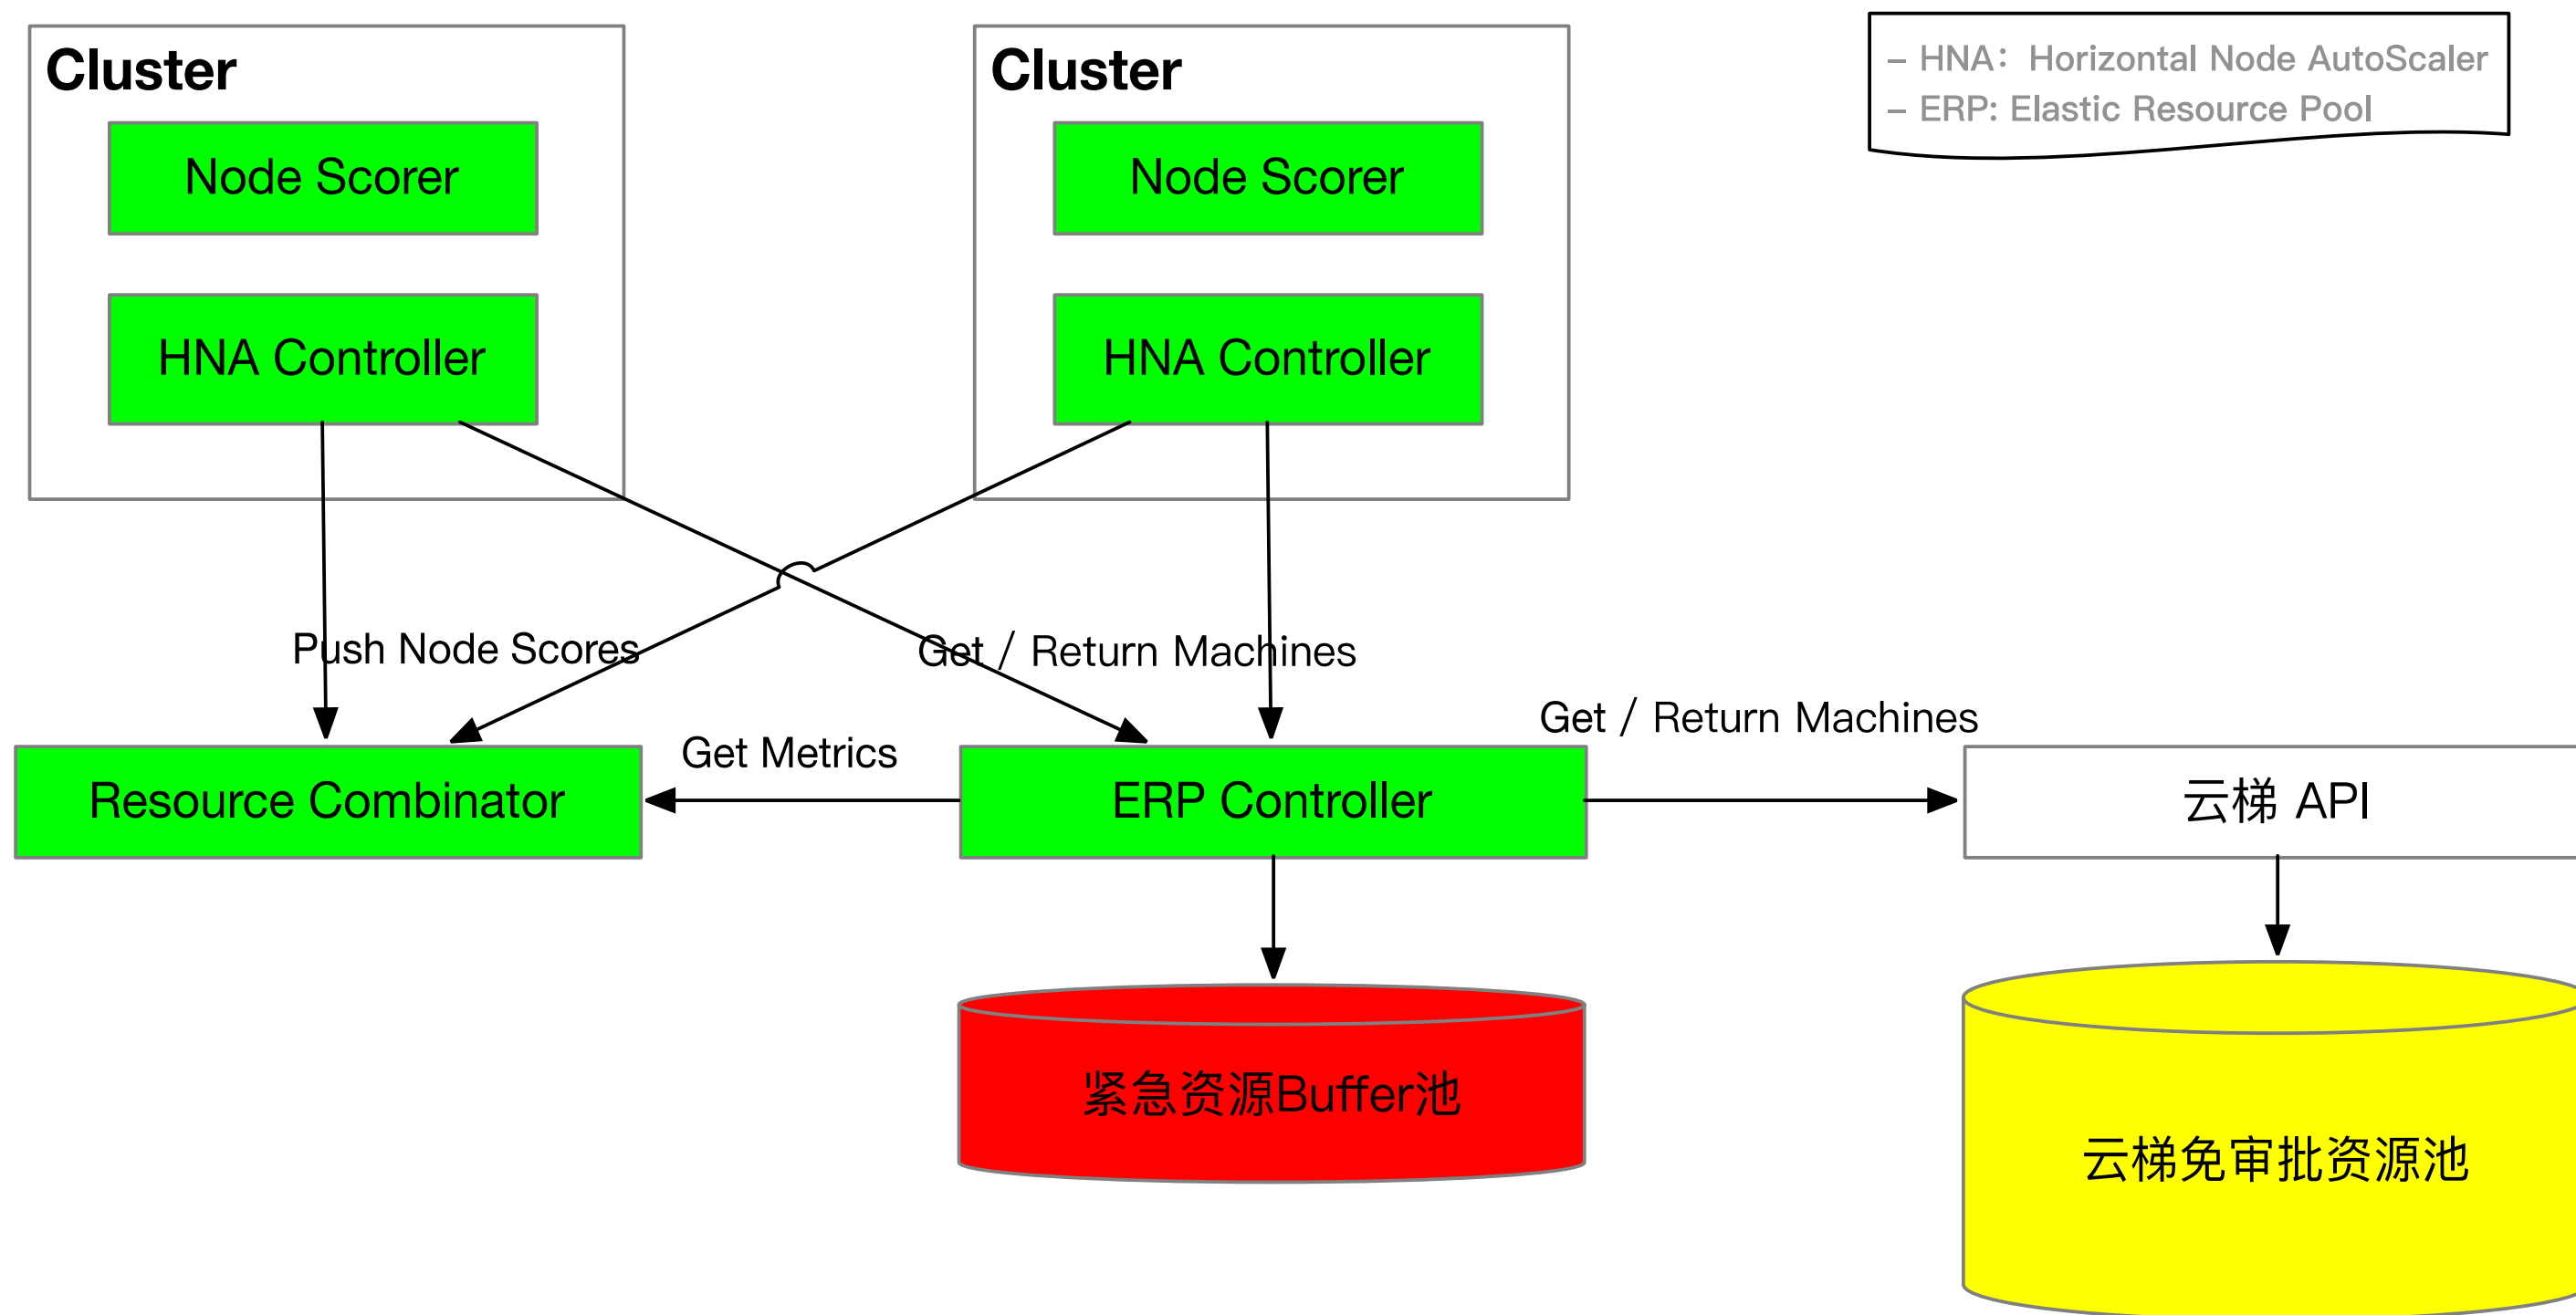 Cluster
Node Scorer
HNA Controller
Cluster
Node Scorer
HNA Controller
– HNA：Horizontal Node AutoScaler
– ERP: Elastic Resource Pool
Push Node Scores
Get / Return Machines
Get / Return Machines
Get Metrics
Resource Combinator
ERP Controller
云梯 API
紧急资源Buffer池
云梯免审批资源池